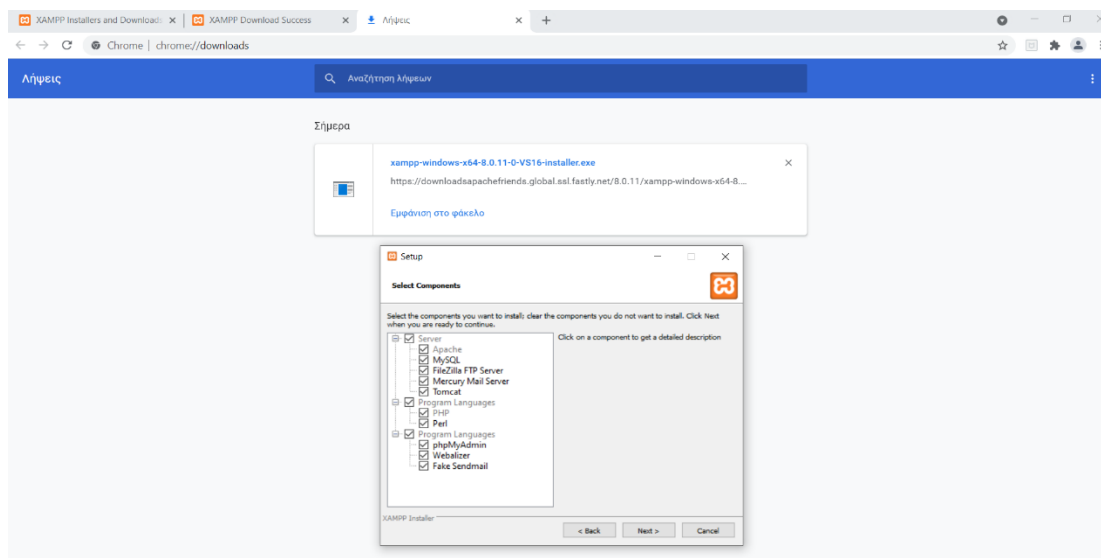 XAMPP Installers and Downloads
XAMPP Download Success
Λήψεις
Chrome | chrome://downloads
Λήψεις
Αναζήτηση λήψεων
Σήμερα
xampp-windows-x64-8.0.11-0-VS16-installer.exe
https://downloadsapachefriends.global.ssl.fastly.net/8.0.11/xampp-windows-x64-8....
Εμφάνιση στο φάκελο
Setup
Select Components
Select the components you want to install; clear the components you do not want to install. Click Next
when you are ready to continue.
Server
Apache
MySQL
FileZilla FTP Server
Mercury Mail Server
Tomcat
Program Languages
PHP
Perl
Program Languages
phpMyAdmin
Webalizer
Fake Sendmail
Click on a component to get a detailed description
XAMPP Installer
< Back
Next >
Cancel